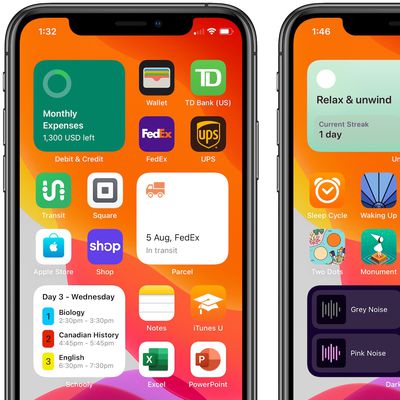 1:32
Monthly
Expenses
1,300 USD left
Debit & Credit
TD
Wallet
TD Bank (US)
FedEx
ups
FedEx
UPS
Transit
Square
shop
Apple Store
Shop
5 Aug, FedEx
In transit
Parcel
Day 3 - Wednesday
1
Biology
2:30pm - 3:30pm
2
Canadian History
4:45pm - 5:45pm
3
English
6:30pm - 7:30pm
Schooly
Notes
iTunes U
X
P
Excel
PowerPoint
1:46
Relax & unwind
Current Streak
1 day
Sleep Cycle
Waking Up
Two Dots
Monument
Grey Noise
Pink Noise